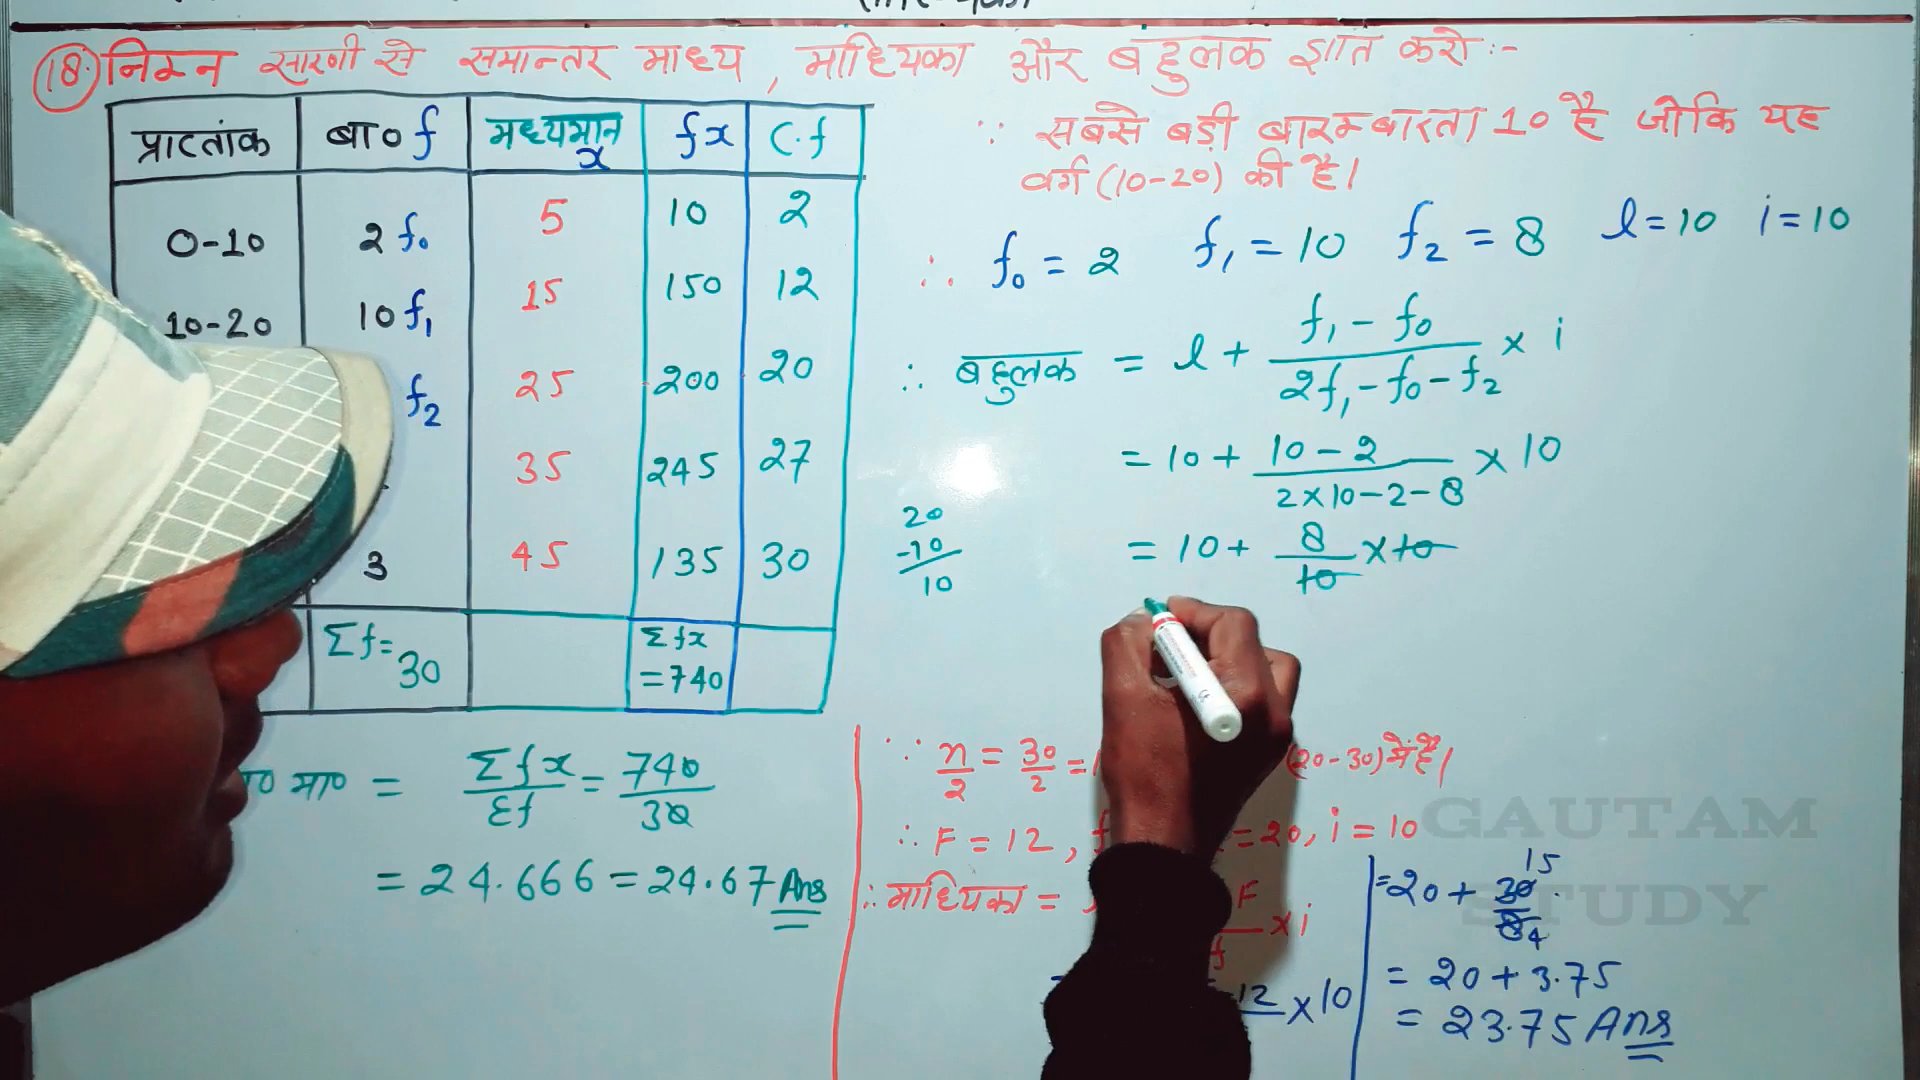 18. निम्न सारणी से समान्तर माध्य, माध्यिका और बहुलक ज्ञात करो :-
प्राप्तांक | बा० f | मध्यमान x | fx | C.f
0-10 | 2 f₀ | 5 | 10 | 2
10-20 | 10 f₁ | 15 | 150 | 12
f₂ | 25 | 200 | 20
35 | 245 | 27
3 | 45 | 135 | 30
Σf = 30 | Σfx = 740
मा० = Σfx/Σf = 740/30
= 24.666 = 24.67 Ans
∵ सबसे बड़ी बारम्बारता 10 है जोकि यह
वर्ग (10-20) की है।
∴ f₀ = 2 f₁ = 10 f₂ = 8 l = 10 i = 10
∴ बहुलक = l + (f₁ - f₀)/(2f₁ - f₀ - f₂) × i
= 10 + (10 - 2)/(2×10 - 2 - 8) × 10
20
-10
10
= 10 + 8/10 × 10
∵ n/2 = 30/2 = (20-30) में है।
∴ F = 12, = 20, i = 10
∴ माध्यिका = F/f × i
12 × 10
= 20 + 30/8 15 4
= 20 + 3.75
= 23.75 Ans
GAUTAM
STUDY